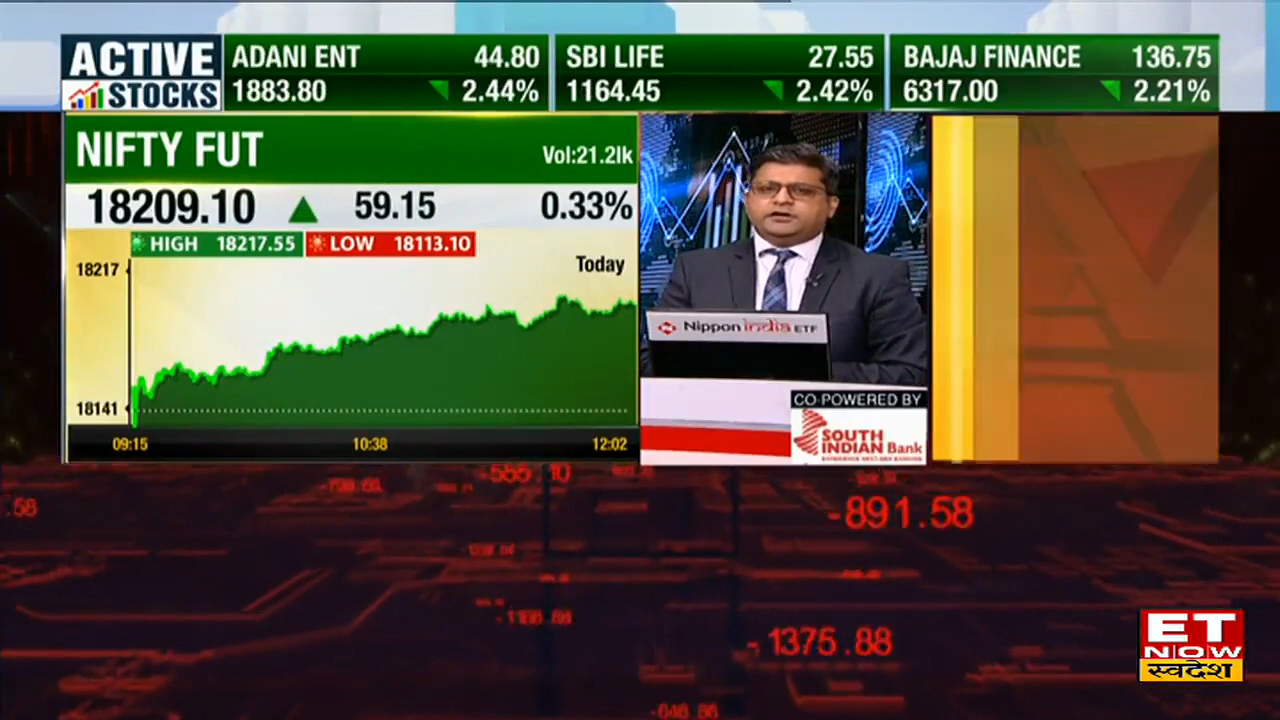 ACTIVE
STOCKS
ADANI ENT 44.80
1883.80 2.44%
SBI LIFE 27.55
1164.45 2.42%
BAJAJ FINANCE 136.75
6317.00 2.21%
NIFTY FUT Vol:21.2lk
18209.10 59.15 0.33%
HIGH 18217.55 LOW 18113.10
Today
18217
18141
09:15 10:38 12:02
Nippon india ETF
CO-POWERED BY
SOUTH
INDIAN Bank
-555.10
.58
-891.58
-1375.88
ET
NOW
स्वदेश